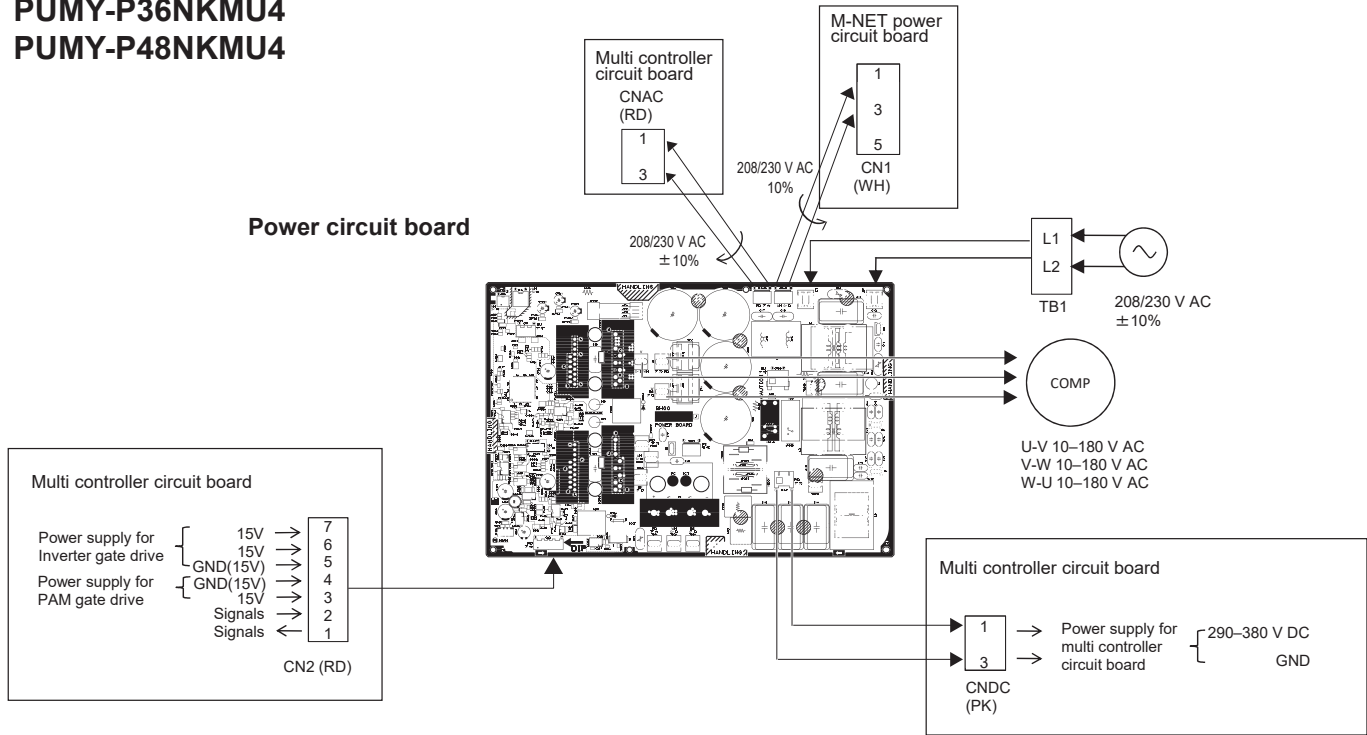 PUMY-P36NKMU4
PUMY-P48NKMU4
Multi controller
circuit board
CNAC
(RD)
1
3
M-NET power
circuit board
1
3
5
CN1
(WH)
208/230 V AC
10%
Power circuit board
208/230 V AC
±10%
L1
L2
TB1
208/230 V AC
±10%
COMP
U-V 10–180 V AC
V-W 10–180 V AC
W-U 10–180 V AC
POWER BOARD
Multi controller circuit board
Power supply for
Inverter gate drive
Power supply for
PAM gate drive
15V
15V
GND(15V)
GND(15V)
15V
Signals
Signals
7
6
5
4
3
2
1
CN2 (RD)
Multi controller circuit board
1
3
CNDC
(PK)
Power supply for
multi controller
circuit board
290–380 V DC
GND